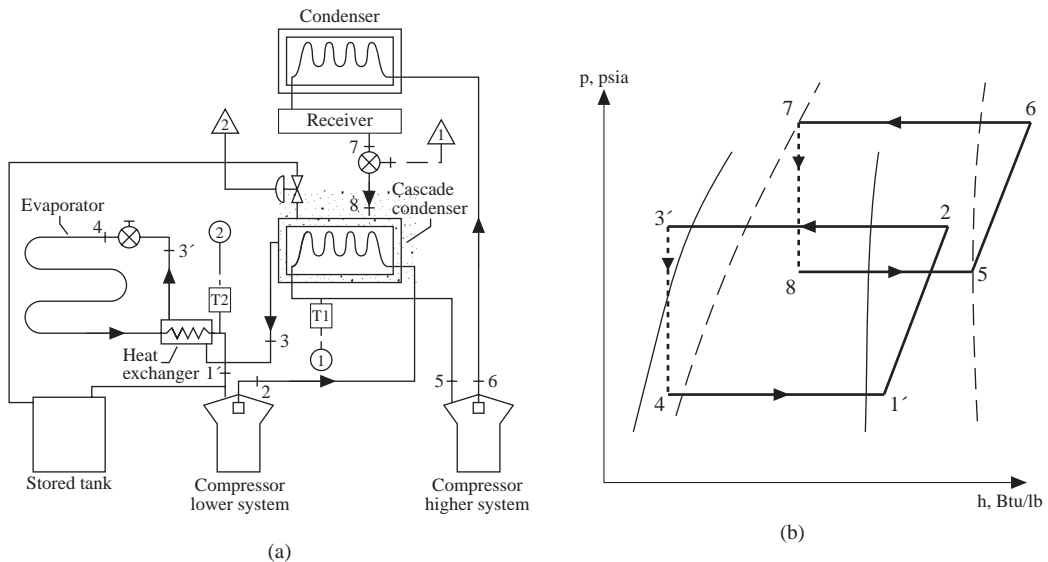 Condenser
Receiver
2
1
7
8
Cascade
condenser
Evaporator
4
3´
2
T2
T1
1
3
Heat
exchanger
1´
2
5
6
Stored tank
Compressor
lower system
Compressor
higher system
(a)
p, psia
7
6
3´
2
8
5
4
1´
h, Btu/lb
(b)